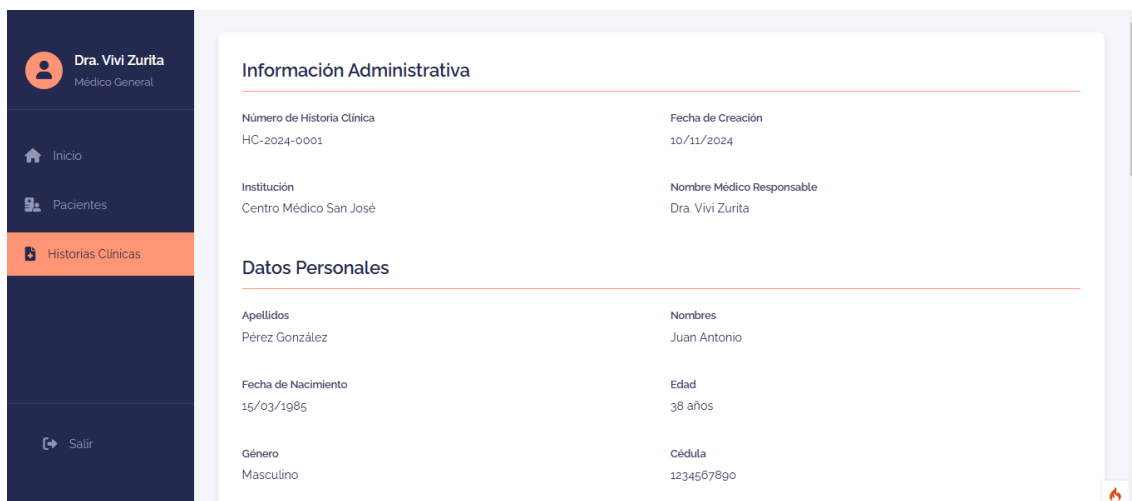 Dra. Vivi Zurita
Médico General
Inicio
Pacientes
Historias Clínicas
Salir
Información Administrativa
Número de Historia Clínica
Fecha de Creación
HC-2024-0001
10/11/2024
Institución
Nombre Médico Responsable
Centro Médico San José
Dra. Vivi Zurita
Datos Personales
Apellidos
Nombres
Pérez González
Juan Antonio
Fecha de Nacimiento
Edad
15/03/1985
38 años
Género
Cédula
Masculino
1234567890